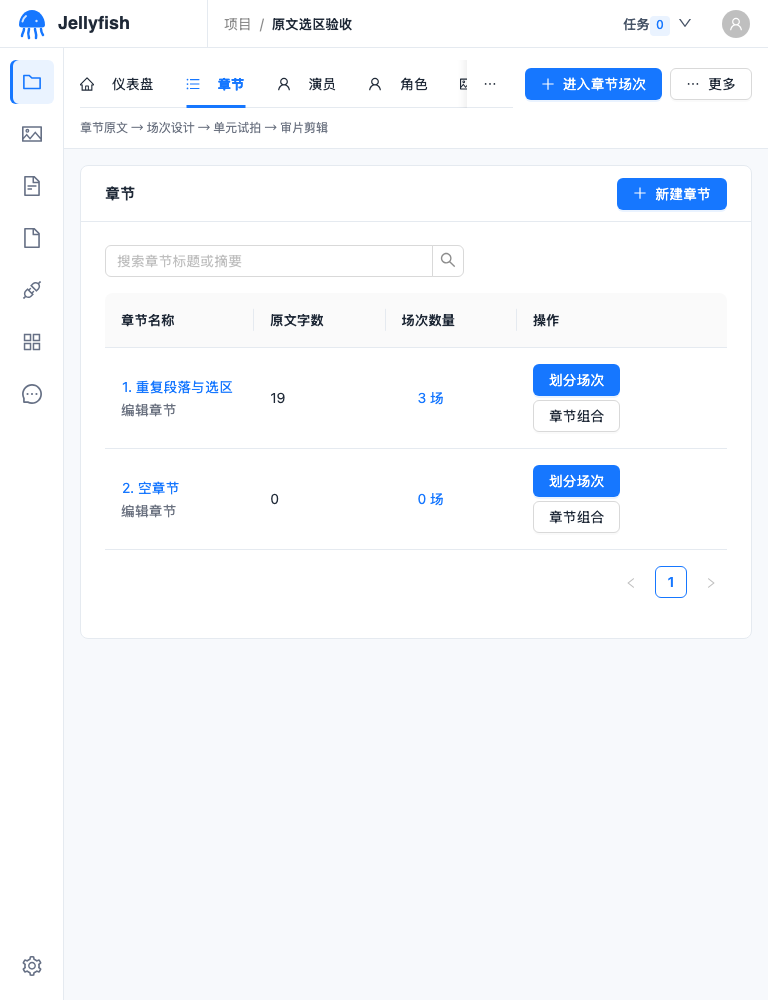 Jellyfish
项目 / 原文选区验收
任务 0
仪表盘 章节 演员 角色 ···
+ 进入章节场次
··· 更多
章节原文 → 场次设计 → 单元试拍 → 审片剪辑
章节
+ 新建章节
搜索章节标题或摘要
章节名称 原文字数 场次数量 操作
1. 重复段落与选区
编辑章节
19
3 场
划分场次
章节组合
2. 空章节
编辑章节
0
0 场
划分场次
章节组合
< 1 >